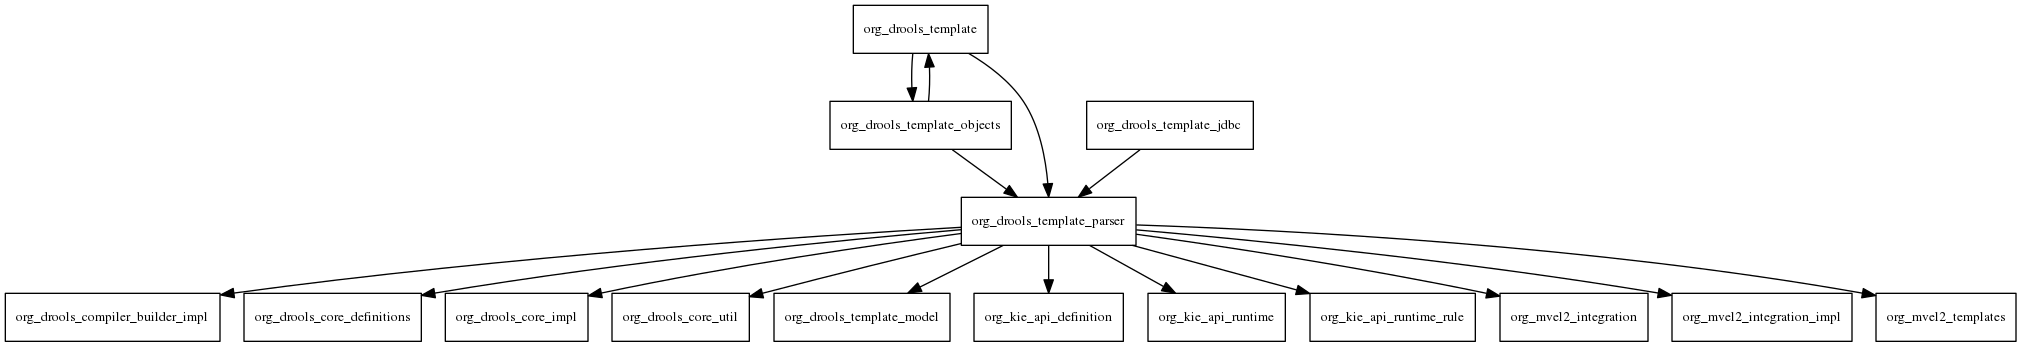 org_drools_template
org_drools_template_objects
org_drools_template_jdbc
org_drools_template_parser
org_drools_compiler_builder_impl
org_drools_core_definitions
org_drools_core_impl
org_drools_core_util
org_drools_template_model
org_kie_api_definition
org_kie_api_runtime
org_kie_api_runtime_rule
org_mvel2_integration
org_mvel2_integration_impl
org_mvel2_templates